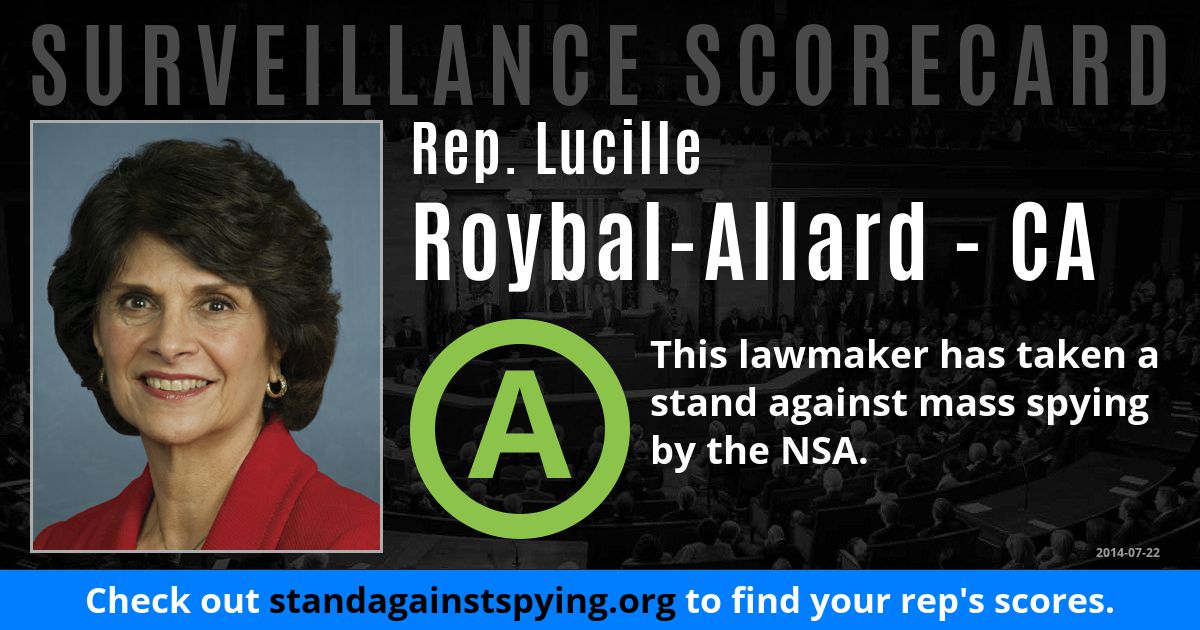 SURVEILLANCE SCORECARD
Rep. Lucille
Roybal-Allard - CA
A
This lawmaker has taken a
stand against mass spying
by the NSA.
2014-07-22
Check out standagainstspying.org to find your rep's scores.